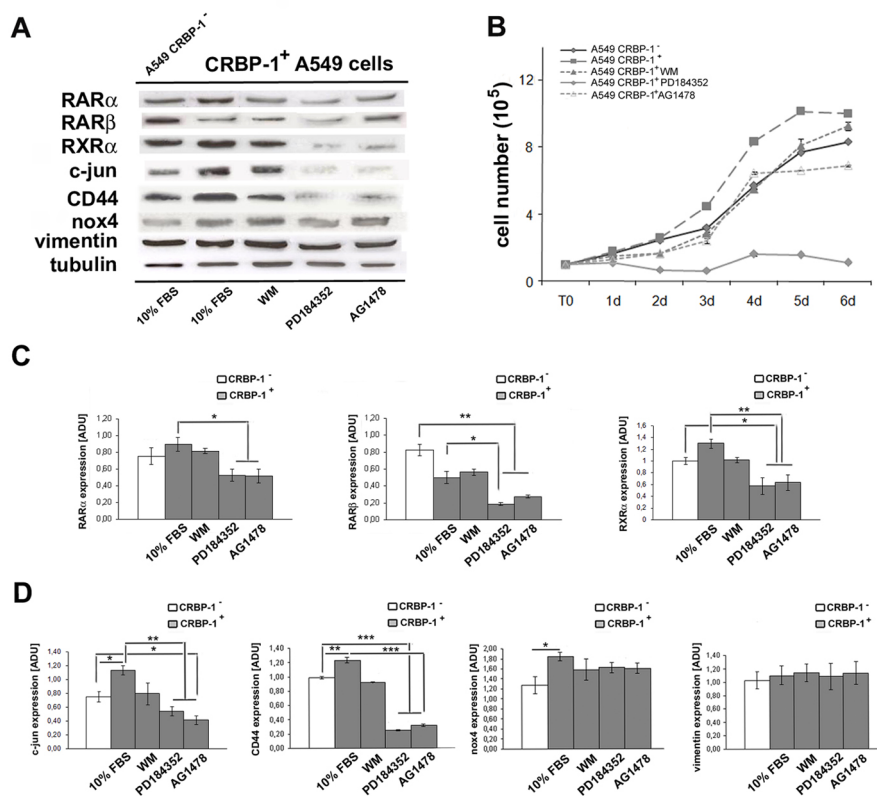 A
A549 CRBP-1⁻
CRBP-1⁺ A549 cells
RARα
RARβ
RXRα
c-jun
CD44
nox4
vimentin
tubulin
10% FBS
10% FBS
WM
PD184352
AG1478
B
A549 CRBP-1⁻
A549 CRBP-1⁺
A549 CRBP-1⁺WM
A549 CRBP-1⁺PD184352
A549 CRBP-1⁺AG1478
cell number (10⁵)
12
8
4
0
T0 1d 2d 3d 4d 5d 6d
C
CRBP-1⁻
CRBP-1⁺
RARα expression [ADU]
1,20
1,00
0,80
0,60
0,40
0,20
0,00
*
10% FBS
WM
PD184352
AG1478
CRBP-1⁻
CRBP-1⁺
RARβ expression [ADU]
1,20
1,00
0,80
0,60
0,40
0,20
0,00
**
*
10% FBS
WM
PD184352
AG1478
CRBP-1⁻
CRBP-1⁺
RXRα expression [ADU]
1,6
1,4
1,2
1
0,8
0,6
0,4
0,2
0
**
*
10% FBS
WM
PD184352
AG1478
D
CRBP-1⁻
CRBP-1⁺
c-jun expression [ADU]
1,40
1,20
1,00
0,80
0,60
0,40
0,20
0,00
**
*
*
10% FBS
WM
PD184352
AG1478
CRBP-1⁻
CRBP-1⁺
CD44 expression [ADU]
1,40
1,20
1,00
0,80
0,60
0,40
0,20
0,00
***
**
***
10% FBS
WM
PD184352
AG1478
CRBP-1⁻
CRBP-1⁺
nox4 expression [ADU]
2,00
1,80
1,60
1,40
1,20
1,00
0,80
0,60
0,40
0,20
0,00
*
10% FBS
WM
PD184352
AG1478
CRBP-1⁻
CRBP-1⁺
vimentin expression [ADU]
1,40
1,20
1,00
0,80
0,60
0,40
0,20
0,00
10% FBS
WM
PD184352
AG1478